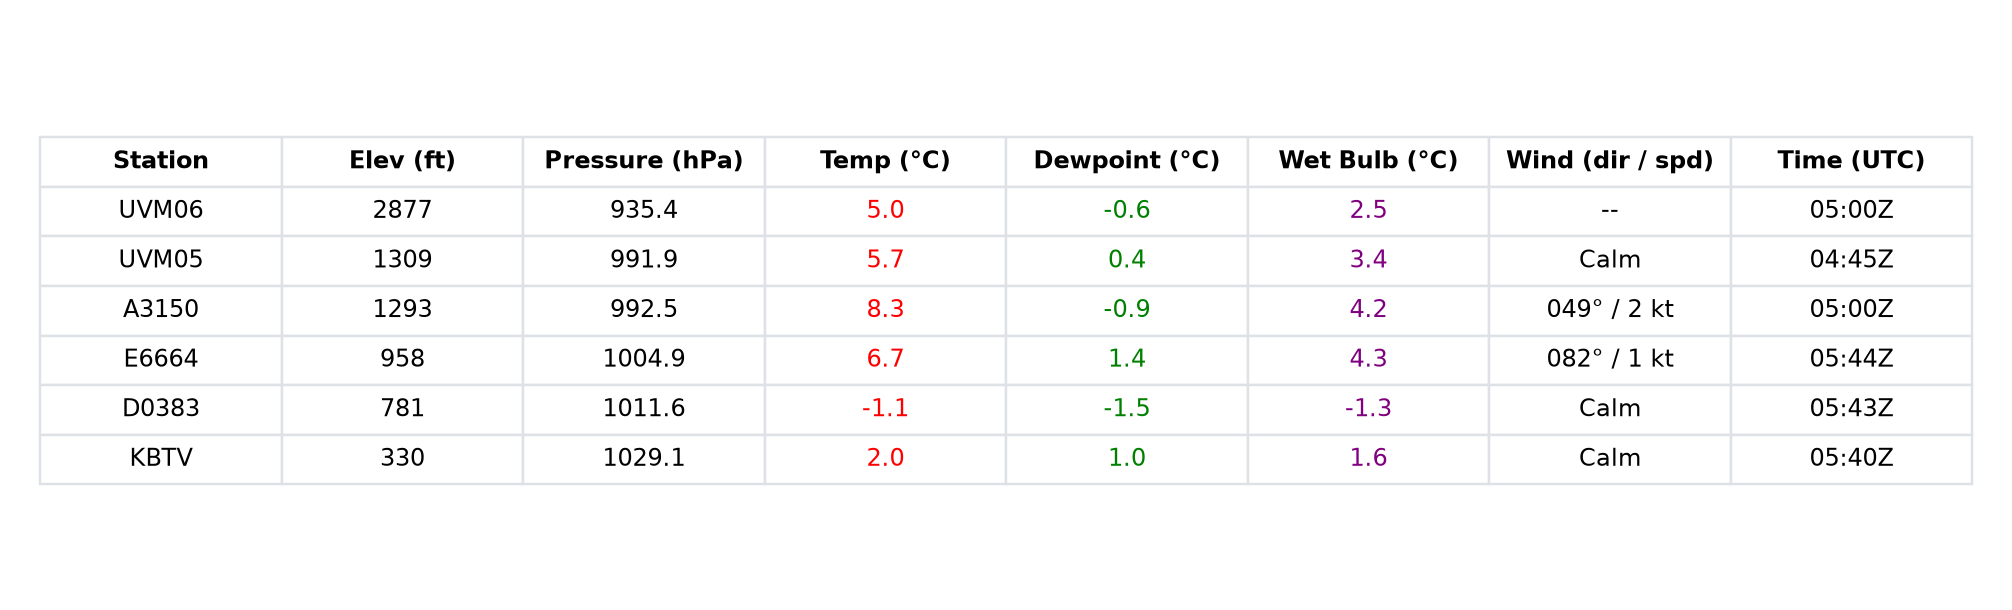 Station Elev (ft) Pressure (hPa) Temp (°C) Dewpoint (°C) Wet Bulb (°C) Wind (dir / spd) Time (UTC)
UVM06 2877 935.4 5.0 -0.6 2.5 -- 05:00Z
UVM05 1309 991.9 5.7 0.4 3.4 Calm 04:45Z
A3150 1293 992.5 8.3 -0.9 4.2 049° / 2 kt 05:00Z
E6664 958 1004.9 6.7 1.4 4.3 082° / 1 kt 05:44Z
D0383 781 1011.6 -1.1 -1.5 -1.3 Calm 05:43Z
KBTV 330 1029.1 2.0 1.0 1.6 Calm 05:40Z